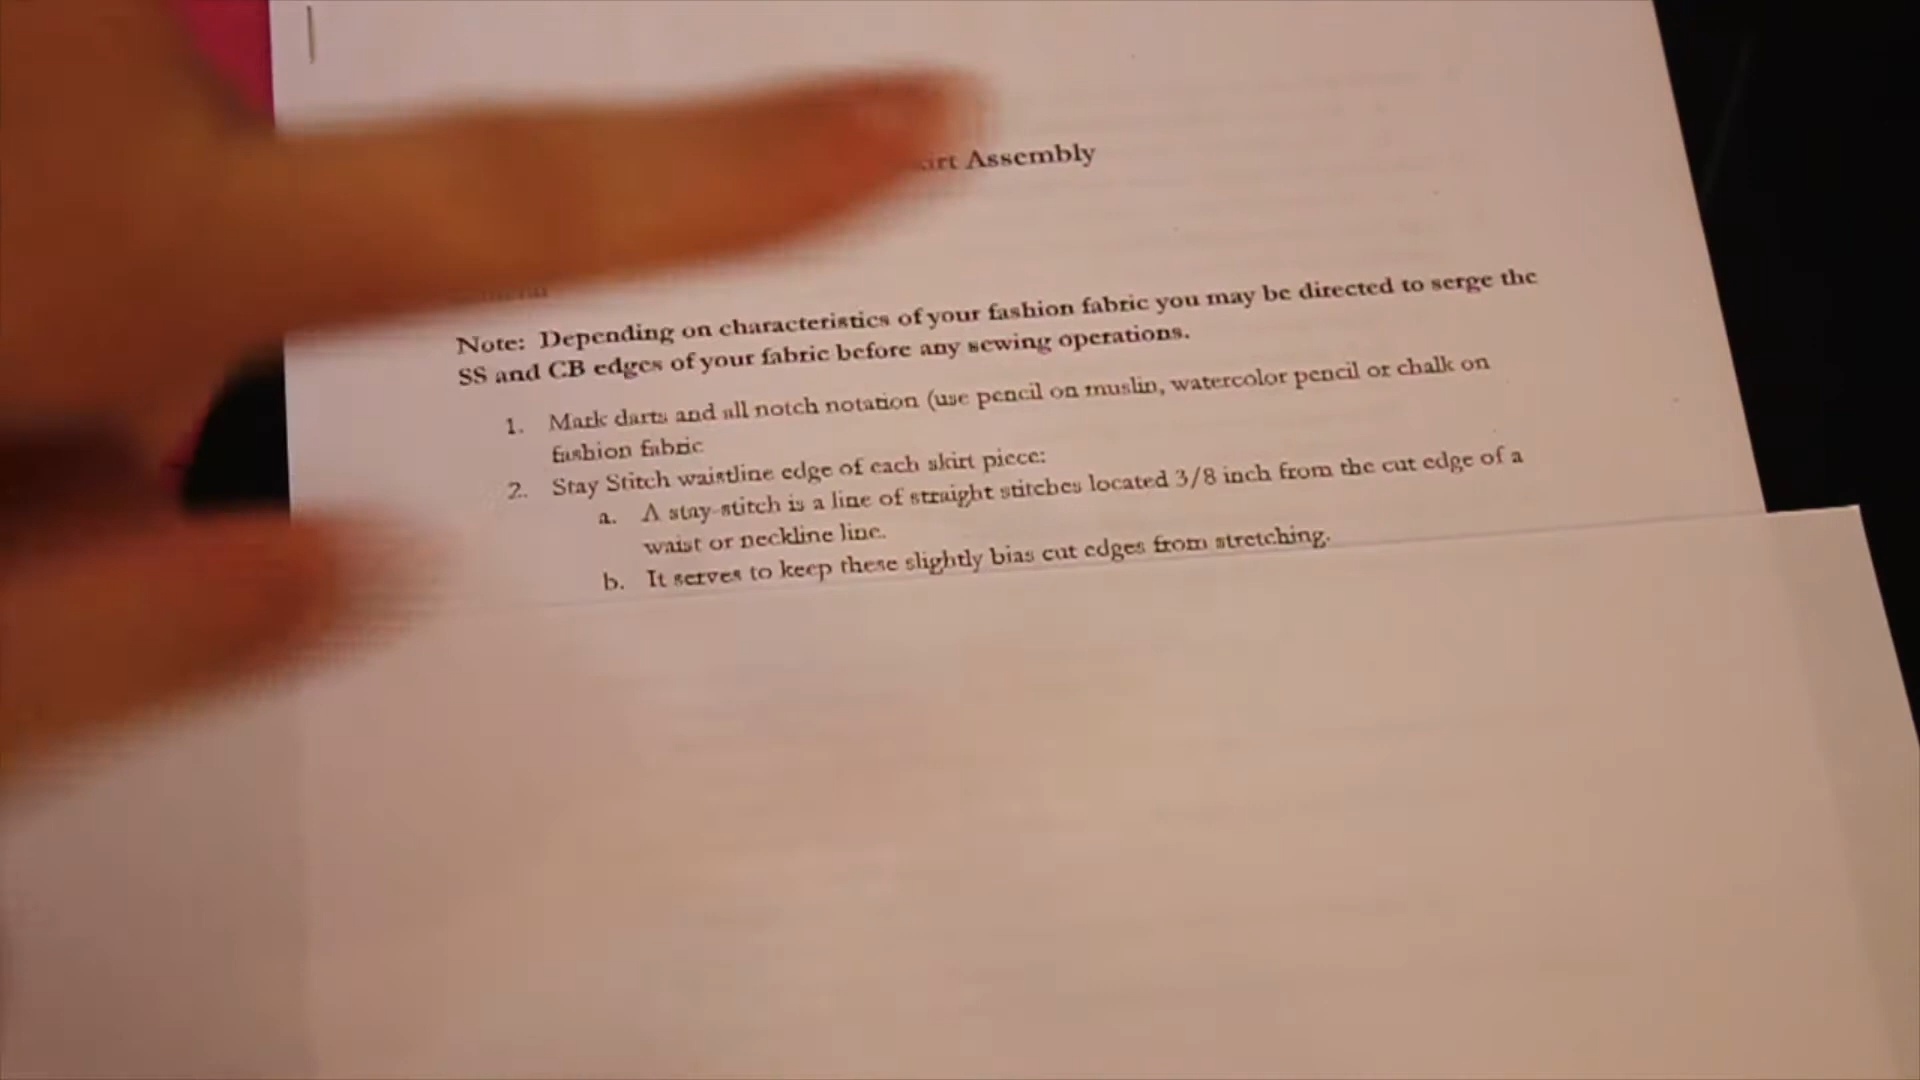 Assembly
Note: Depending on characteristics of your fashion fabric you may be directed to serge the
SS and CB edges of your fabric before any sewing operations.
1. Mark darts and all notch notation (use pencil on muslin, watercolor pencil or chalk on
fashion fabric
2. Stay Stitch waistline edge of each skirt piece:
a. A stay-stitch is a line of straight stitches located 3/8 inch from the cut edge of a
waist or neckline line.
b. It serves to keep these slightly bias cut edges from stretching.